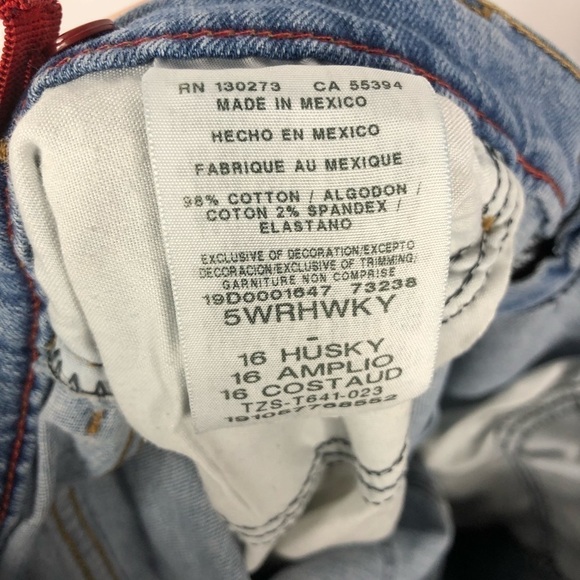 RN 130273 CA 55394
MADE IN MEXICO
HECHO EN MEXICO
FABRIQUE AU MEXIQUE
98% COTTON / ALGODON /
COTON 2% SPANDEX /
ELASTANO
EXCLUSIVE OF DECORATION/EXCEPTO
DECORACION/EXCLUSIVE OF TRIMMING/
GARNITURE NON COMPRISE
19D0001647 73238
5WRHWKY
-
16 HUSKY
16 AMPLIO
16 COSTAUD
TZS-T641-023
191057768552